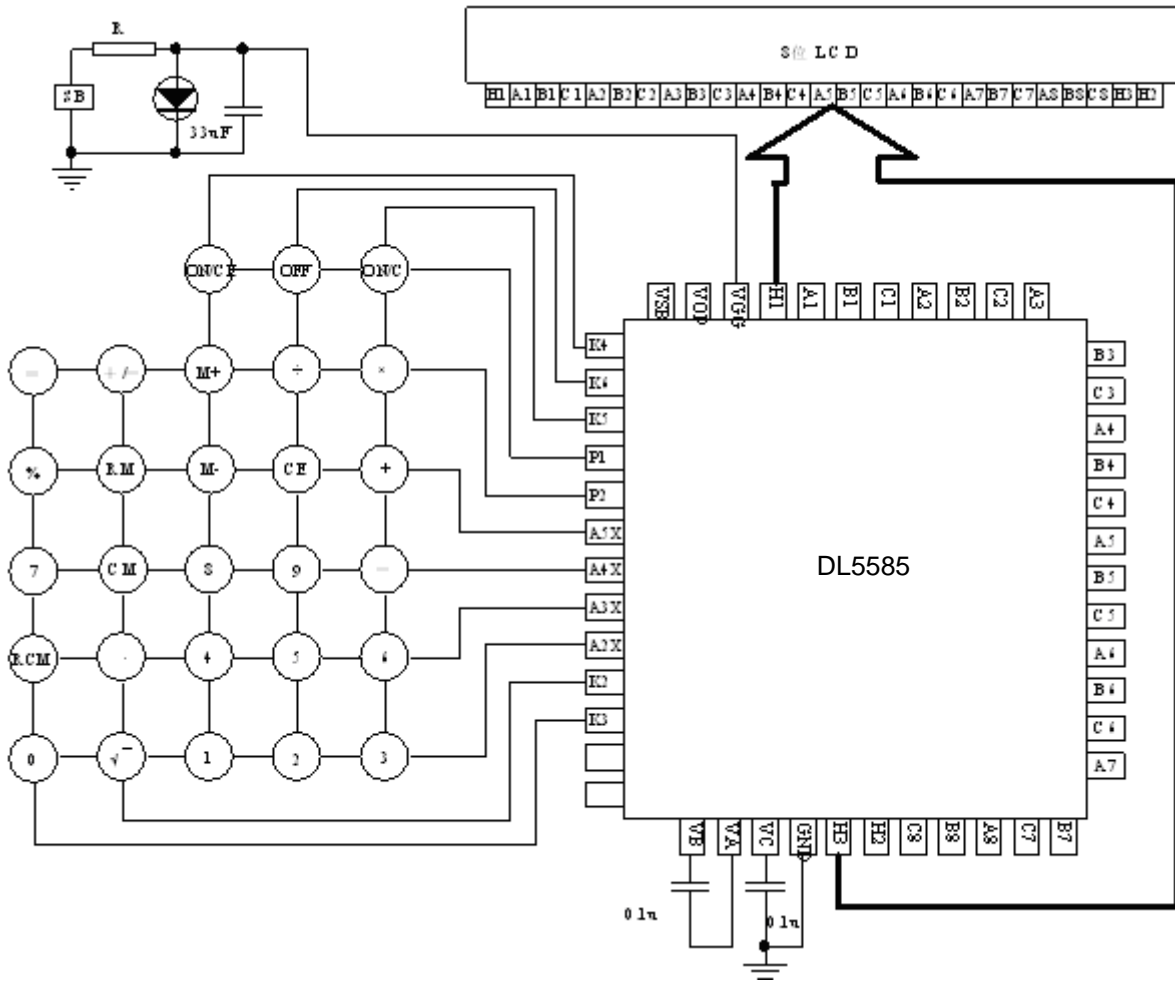 R
8位 LCD
SB
33uF
H1 A1 B1 C1 A2 B2 C2 A3 B3 C3 A4 B4 C4 A5 B5 C5 A6 B6 C6 A7 B7 C7 A8 B8 C8 H3 H2
ON/CE OFF ON/C
VSB VOP VGG H1 A1 B1 C1 A2 B2 C2 A3
= +/- M+ ÷ ×
% RM M- CE +
7 CM 8 9 -
RCM · 4 5 6
0 √ 1 2 3
K4
K6
K5
P1
P2
A5X
A4X
A3X
A2X
K2
K3
DL5585
B3
C3
A4
B4
C4
A5
B5
C5
A6
B6
C6
A7
VB VA VC GND H3 H2 C8 B8 A8 C7 B7
0.1u
0.1u